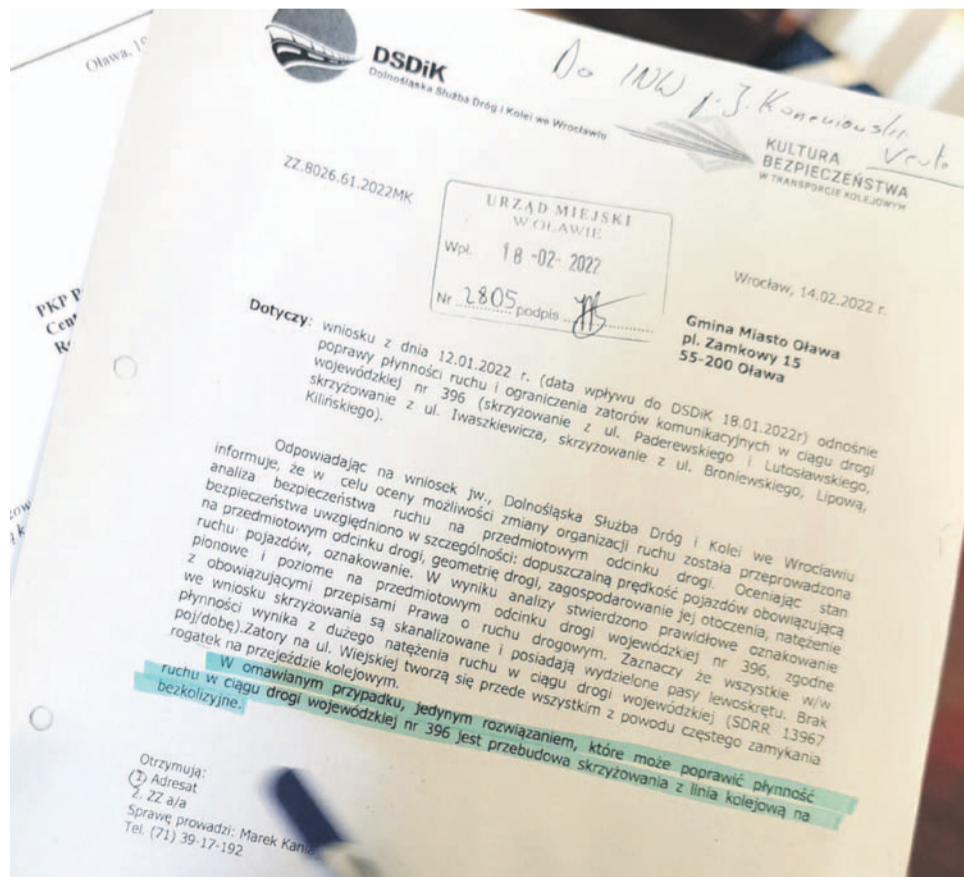 Oława, 19
PKP P
Cen
R
DSDiK
Dolnośląska Służba Dróg i Kolei we Wrocławiu
Do INW p. J.
KULTURA
BEZPIECZEŃSTWA
W TRANSPORCIE KOLEJOWYM
ZZ.8026.61.2022MK
URZĄD MIEJSKI
W OŁAWIE
Wpł. 18-02-2022
Nr 2805 podpis
Wrocław, 14.02.2022 r.
Gmina Miasto Oława
pl. Zamkowy 15
55-200 Oława
Dotyczy: wniosku z dnia 12.01.2022 r. (data wpływu do DSDiK 18.01.2022r) odnośnie
poprawy płynności ruchu i ograniczenia zatorów komunikacyjnych w ciągu drogi
wojewódzkiej nr 396 (skrzyżowanie z ul. Paderewskiego i Lutosławskiego,
skrzyżowanie z ul. Iwaszkiewicza, skrzyżowanie z ul. Broniewskiego, Lipową,
Kilińskiego).
Odpowiadając na wniosek jw., Dolnośląska Służba Dróg i Kolei we Wrocławiu
informuje, że w celu oceny możliwości zmiany organizacji ruchu została przeprowadzona
analiza bezpieczeństwa ruchu na przedmiotowym odcinku drogi. Oceniając stan
bezpieczeństwa uwzględniono w szczególności: dopuszczalną prędkość pojazdów obowiązującą
na przedmiotowym odcinku drogi, geometrię drogi, zagospodarowanie jej otoczenia, natężenie
ruchu pojazdów, oznakowanie. W wyniku analizy stwierdzono prawidłowe oznakowanie
pionowe i poziome na przedmiotowym odcinku drogi wojewódzkiej nr 396, zgodne
z obowiązującymi przepisami Prawa o ruchu drogowym. Zaznaczy że wszystkie w/w
we wniosku skrzyżowania są skanalizowane i posiadają wydzielone pasy lewoskrętu. Brak
płynności wynika z dużego natężenia ruchu w ciągu drogi wojewódzkiej (SDRR 13967
poj/dobę).Zatory na ul. Wiejskiej tworzą się przede wszystkim z powodu częstego zamykania
rogatek na przejeździe kolejowym.
W omawianym przypadku, jedynym rozwiązaniem, które może poprawić płynność
ruchu w ciągu drogi wojewódzkiej nr 396 jest przebudowa skrzyżowania z linia kolejową na
bezkolizyjne.
Otrzymują:
1) Adresat
2. ZZ a/a
Sprawę prowadzi: Marek Kania
Tel. (71) 39-17-192